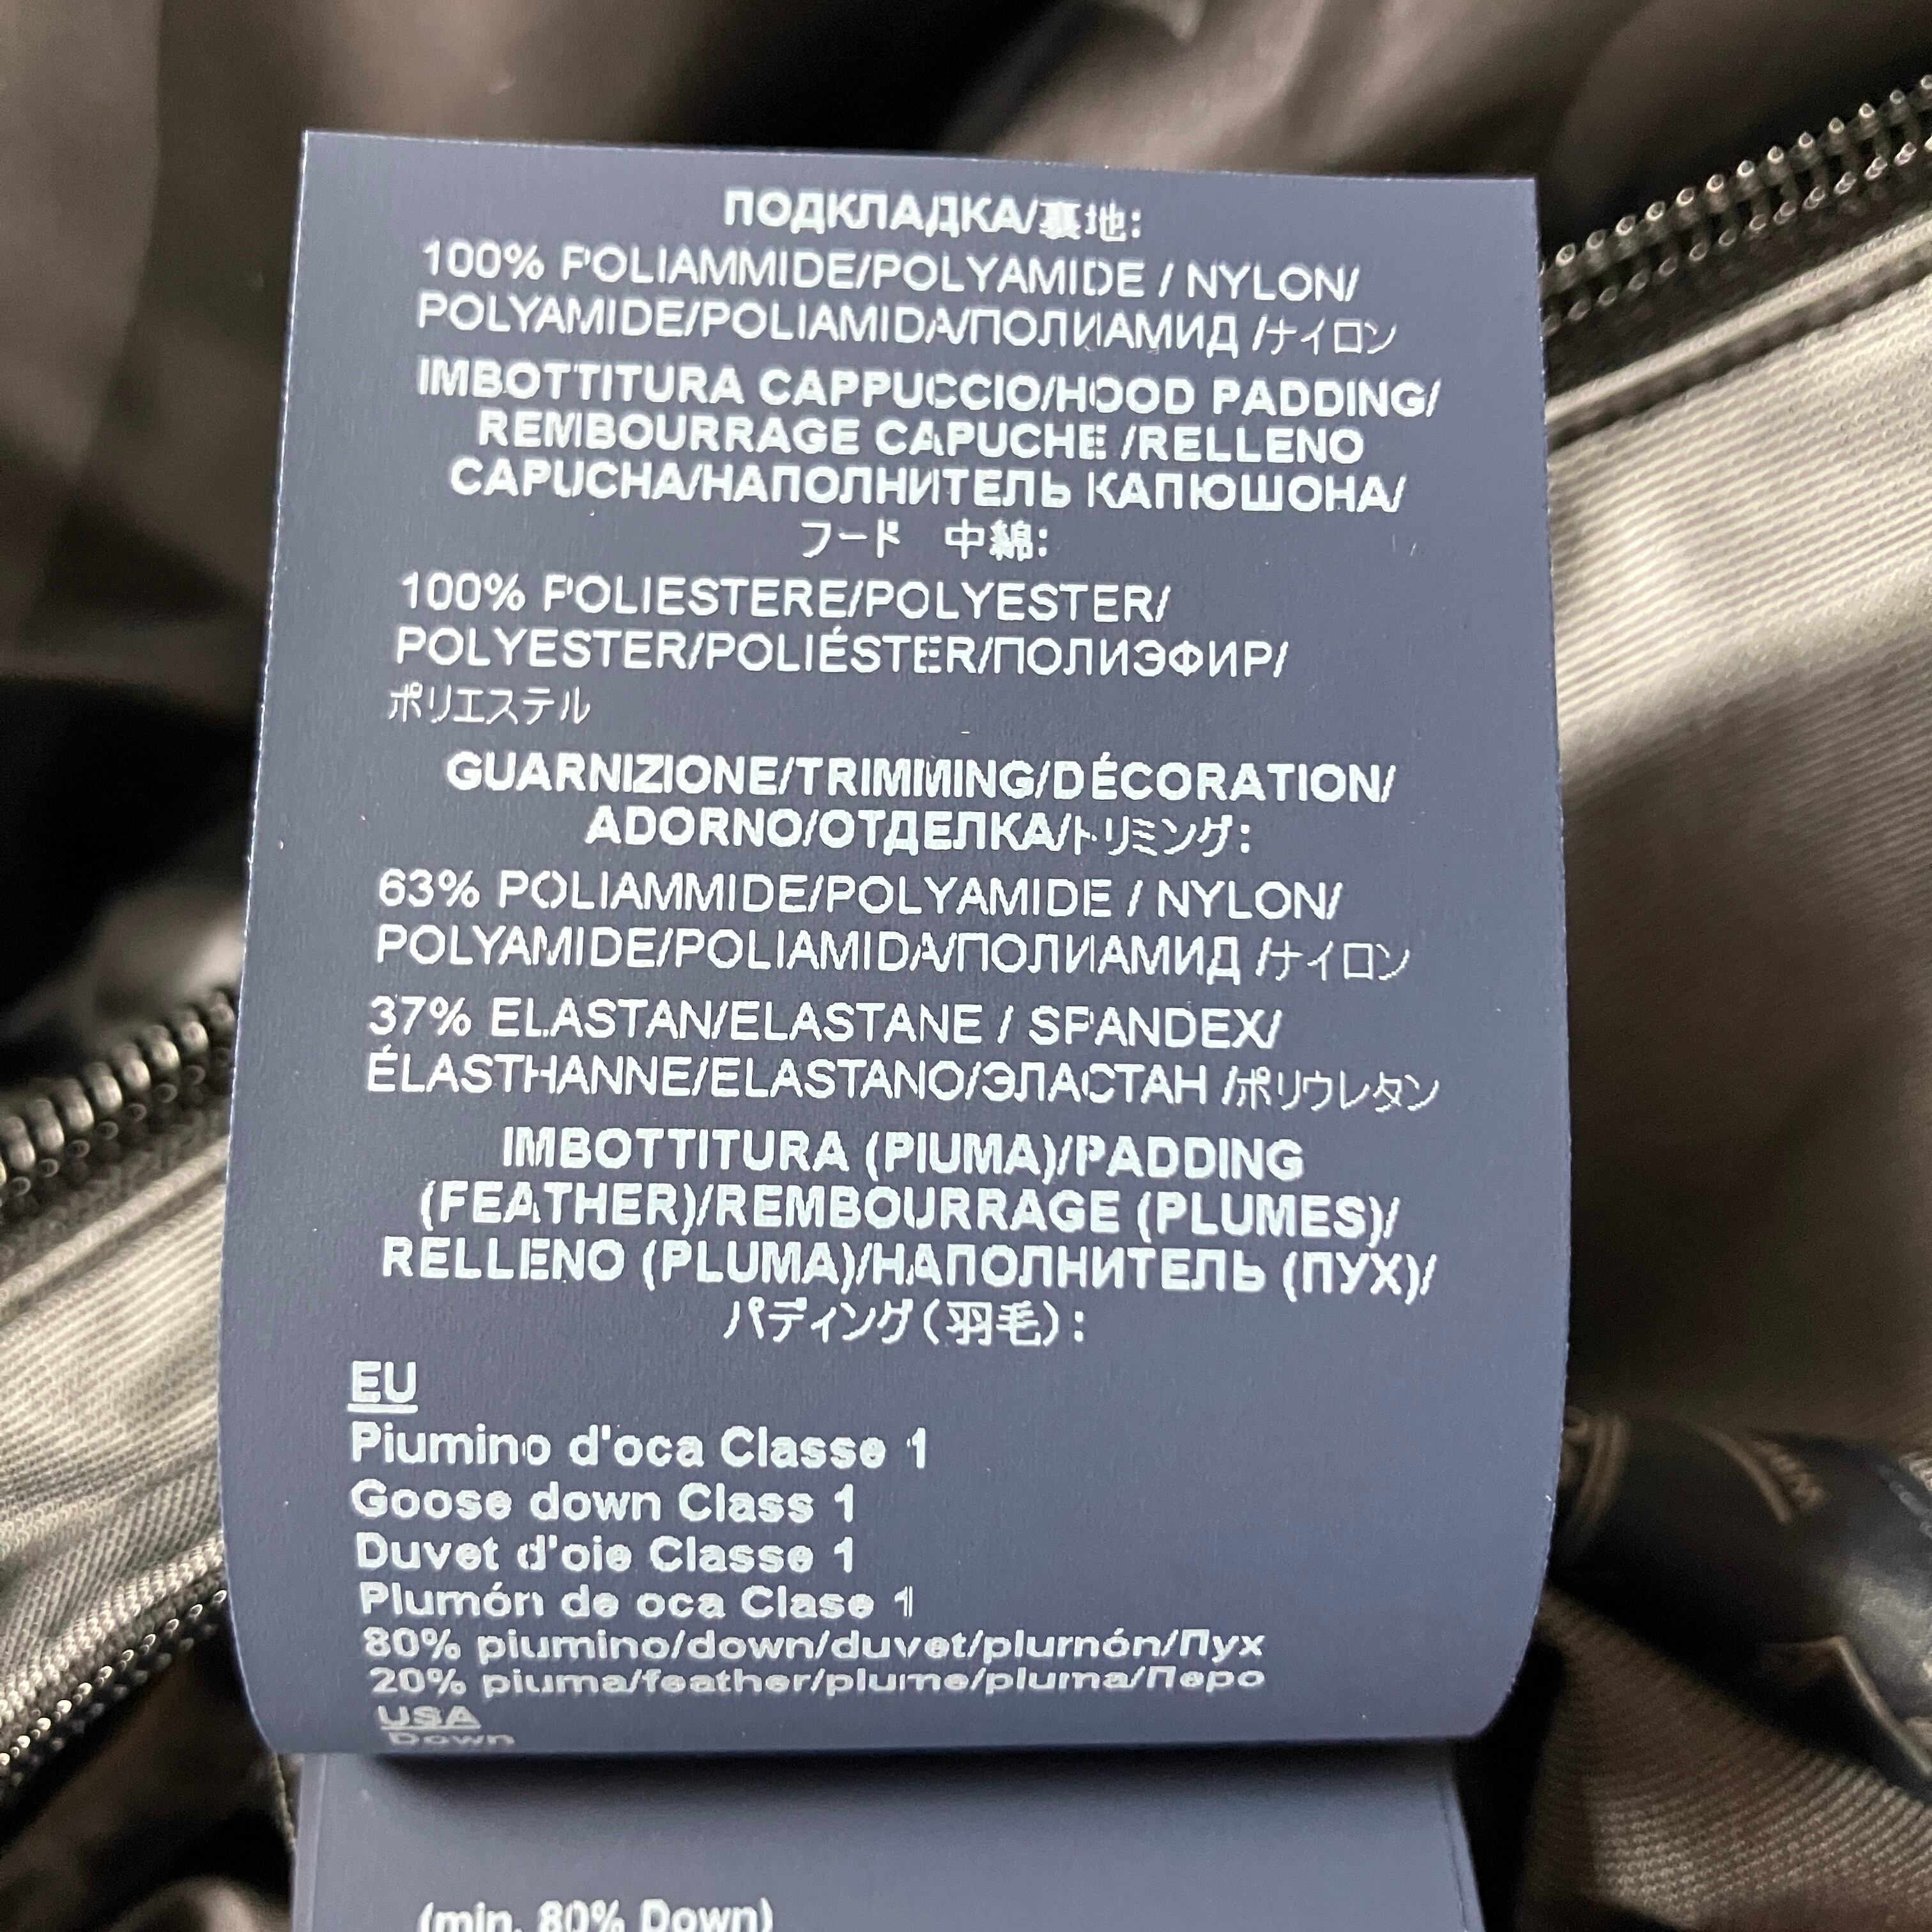 ПОДКЛАДКА/裏地:
100% POLIAMMIDE/POLYAMIDE / NYLON/
POLYAMIDE/POLIAMIDA/ПОЛИАМИД /ナイロン
IMBOTTITURA CAPPUCCIO/HOOD PADDING/
REMBOURRAGE CAPUCHE /RELLENO
CAPUCHA/НАПОЛНИТЕЛЬ КАПЮШОНА/
フード 中綿:
100% POLIESTERE/POLYESTER/
POLYESTER/POLIÉSTER/ПОЛИЭФИР/
ポリエステル
GUARNIZIONE/TRIMMING/DÉCORATION/
ADORNO/ОТДЕЛКА/トリミング:
63% POLIAMMIDE/POLYAMIDE / NYLON/
POLYAMIDE/POLIAMIDA/ПОЛИАМИД /ナイロン
37% ELASTAN/ELASTANE / SPANDEX/
ÉLASTHANNE/ELASTANO/ЭЛАСТАН /ポリウレタン
IMBOTTITURA (PIUMA)/PADDING
(FEATHER)/REMBOURRAGE (PLUMES)/
RELLENO (PLUMA)/НАПОЛНИТЕЛЬ (ПУХ)/
パディング(羽毛):
EU
Piumino d'oca Classe 1
Goose down Class 1
Duvet d'oie Classe 1
Plumón de oca Clase 1
80% piumino/down/duvet/plumón/Пух
20% piuma/feather/plume/pluma/Перо
USA
Down
(min. 80% Down)